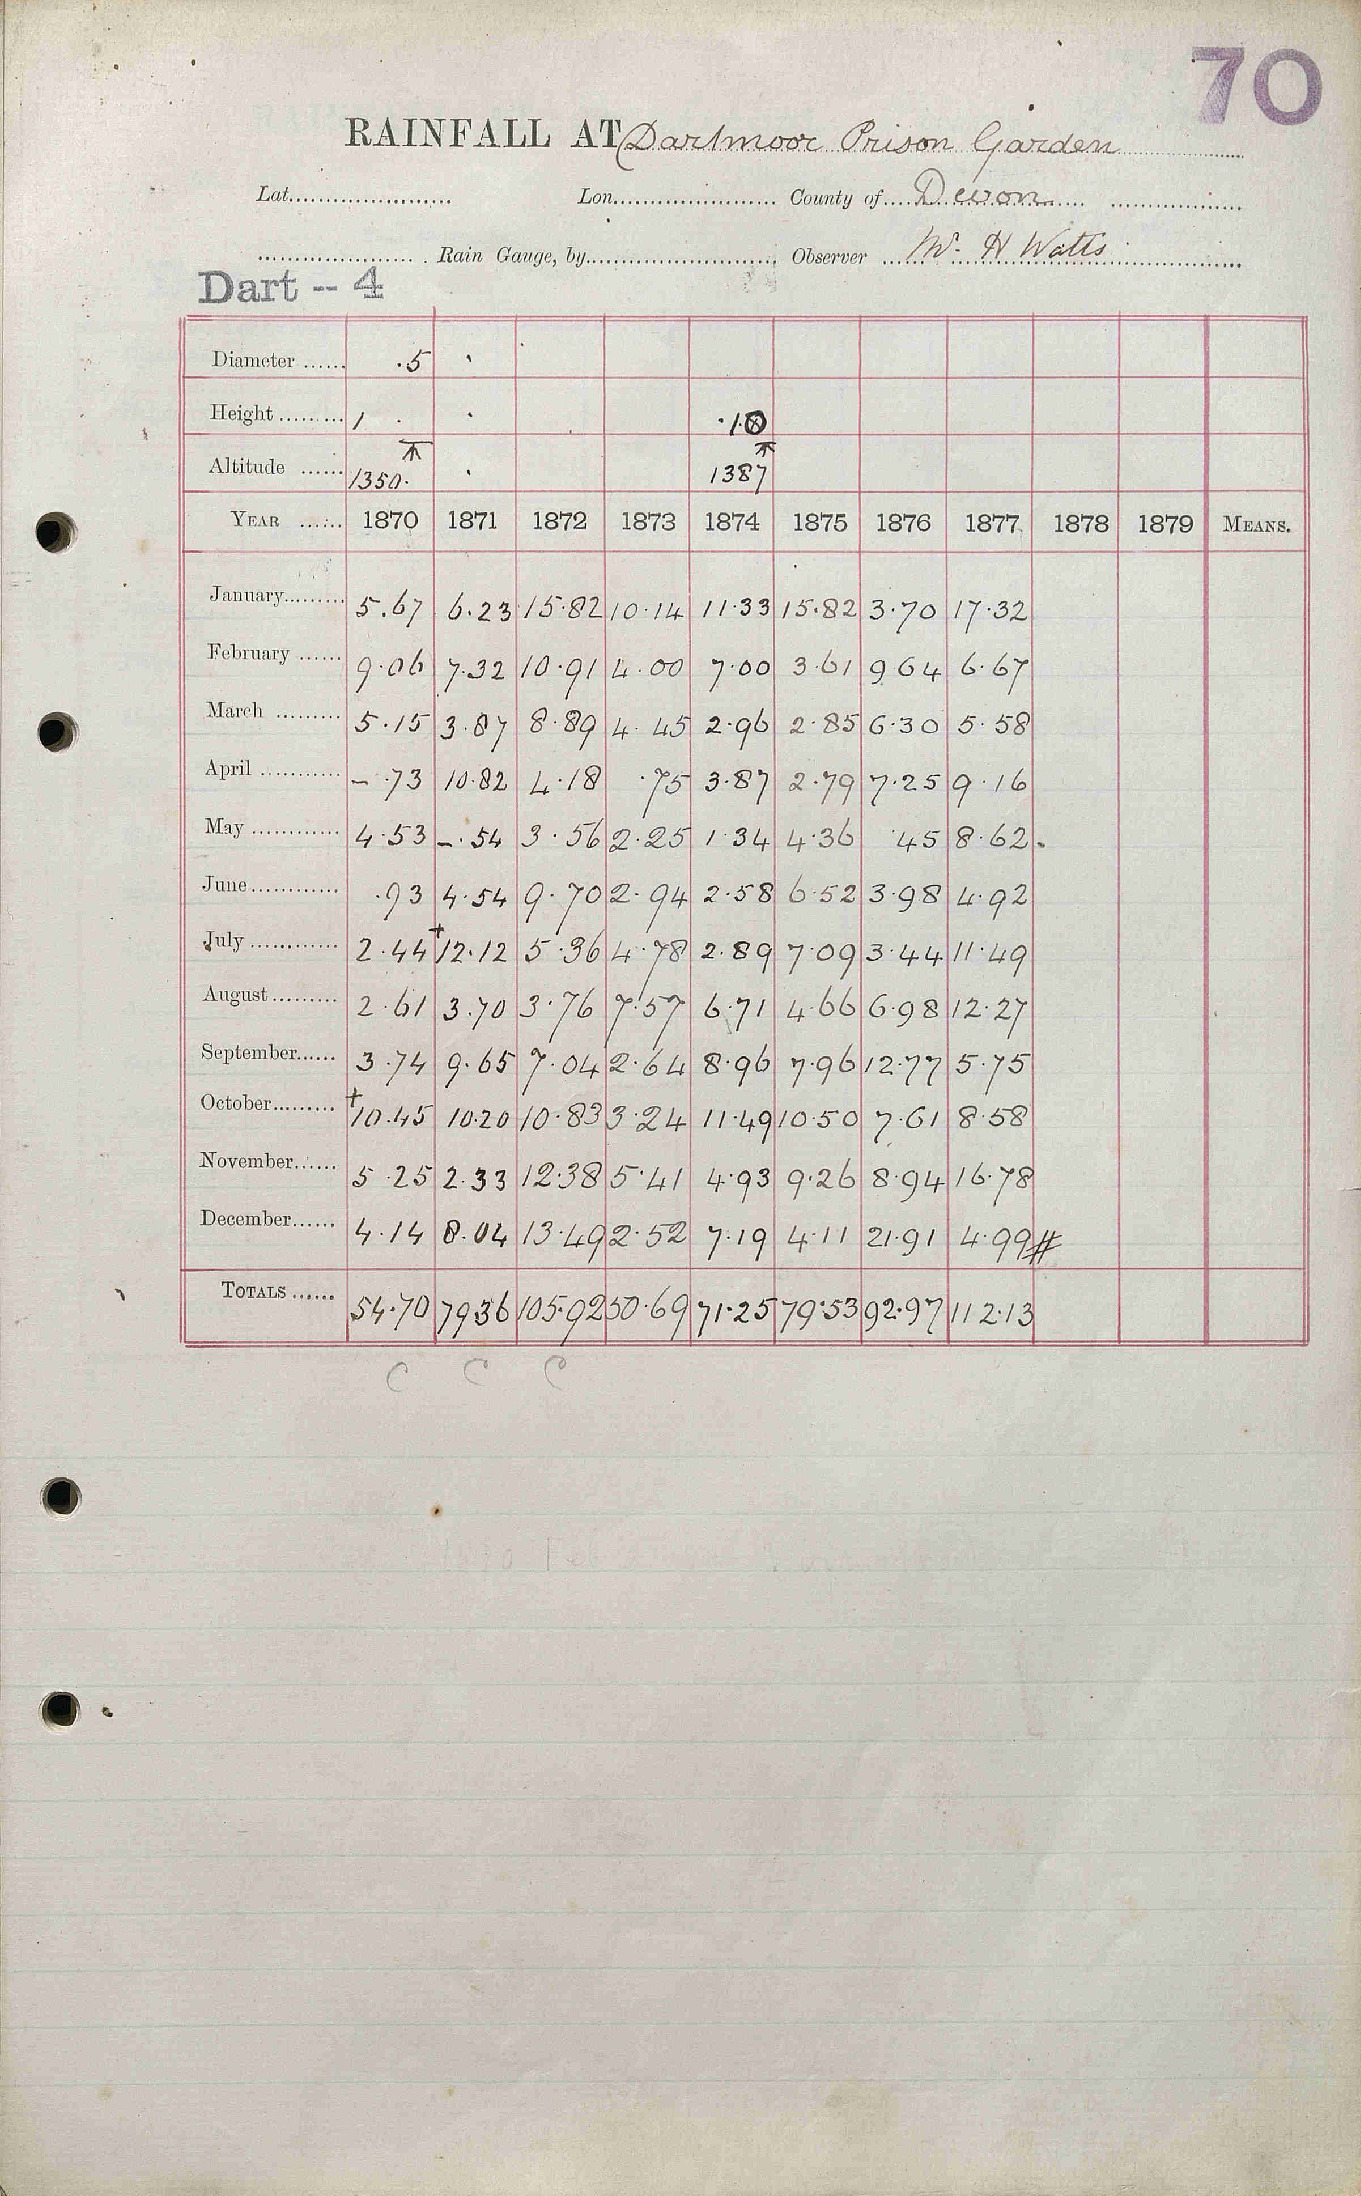 70
RAINFALL AT Dartmoor Prison Garden
Lat. Lon. County of Devon
Rain Gauge, by Observer Mr. H Watts
Dart -- 4
Diameter .5
Height 1 . 10
Altitude 1350. 1387
YEAR 1870 1871 1872 1873 1874 1875 1876 1877 1878 1879 MEANS.
January 5.67 6.23 15.82 10.14 11.33 15.82 3.70 17.32
February 9.06 7.32 10.91 4.00 7.00 3.61 9 64 6.67
March 5.15 3.87 8.89 4.45 2.96 2.85 6.30 5.58
April – .73 10.82 4.18 .75 3.87 2.79 7.25 9.16
May 4.53 –.54 3.56 2.25 1 34 4.36 .45 8.62.
June .93 4.54 9.70 2.94 2.58 6.52 3.98 4.92
July 2.44 +12.12 5.36 4.78 2.89 7.09 3.44 11.49
August 2.61 3.70 3.76 7.57 6.71 4.66 6.98 12.27
September 3.74 9.65 7.04 2.64 8.96 7.96 12.77 5.75
October +10.45 10.20 10.83 3.24 11.49 10.50 7.61 8.58
November 5.25 2.33 12.38 5.41 4.93 9.26 8.94 16.78
December 4.14 8.04 13.49 2.52 7.19 4.11 21.91 4.99 #
TOTALS 54.70 7936 105.92 50.69 71.25 79.53 92.97 112.13
C C C